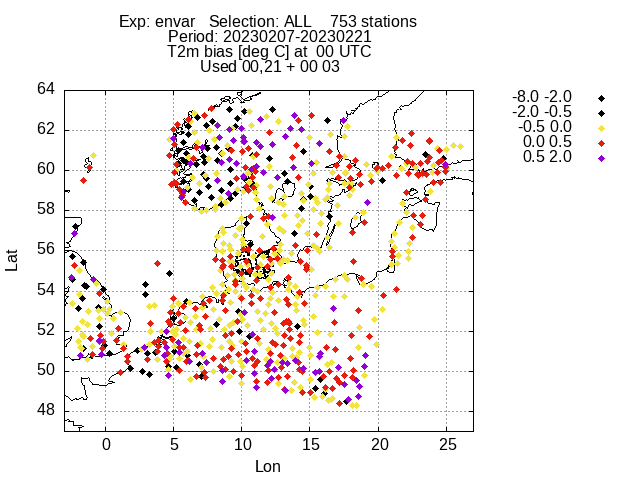 Exp: envar   Selection: ALL    753 stations
Period: 20230207-20230221
T2m bias [deg C] at  00 UTC
Used 00,21 + 00 03
64
62
60
58
56
54
52
50
48
0 5 10 15 20 25
Lat
Lon
-8.0 -2.0
-2.0 -0.5
-0.5 0.0
0.0 0.5
0.5 2.0